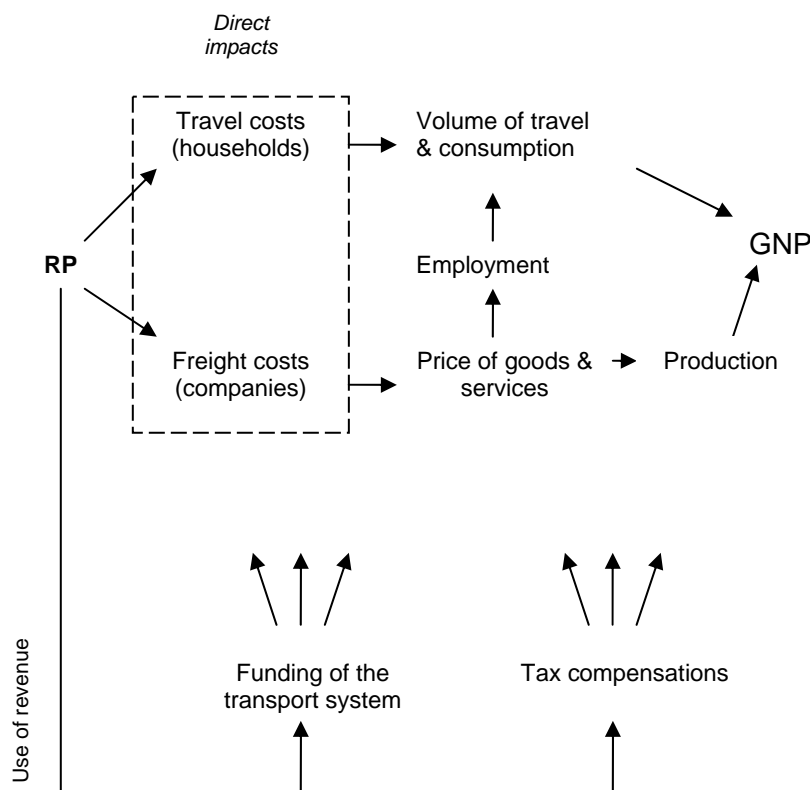 Direct
impacts
Travel costs
(households)
Volume of travel
& consumption
RP
Employment
GNP
Freight costs
(companies)
Price of goods &
services
Production
Use of revenue
Funding of the
transport system
Tax compensations